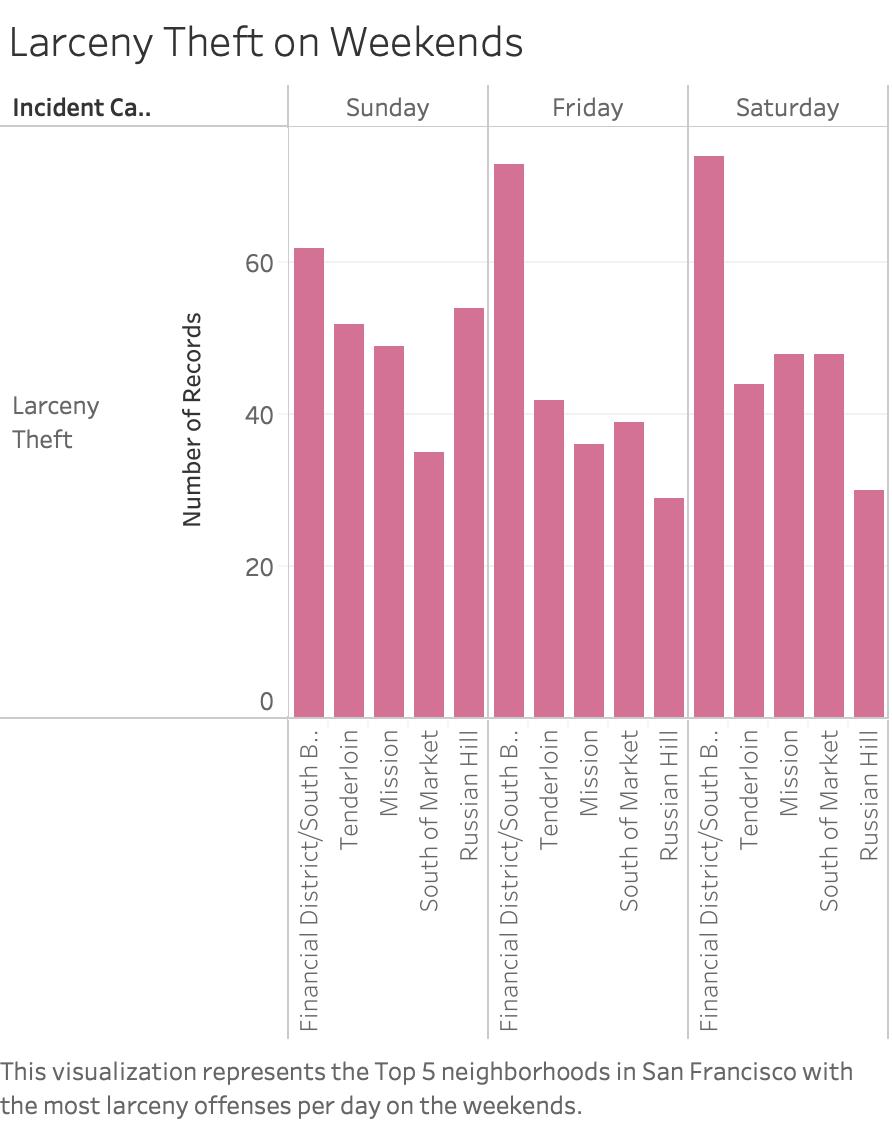 Larceny Theft on Weekends
Incident Ca..
Sunday
Friday
Saturday
Larceny
Theft
Number of Records
60
40
20
0
Financial District/South B..
Tenderloin
Mission
South of Market
Russian Hill
Financial District/South B..
Tenderloin
Mission
South of Market
Russian Hill
Financial District/South B..
Tenderloin
Mission
South of Market
Russian Hill
This visualization represents the Top 5 neighborhoods in San Francisco with
the most larceny offenses per day on the weekends.